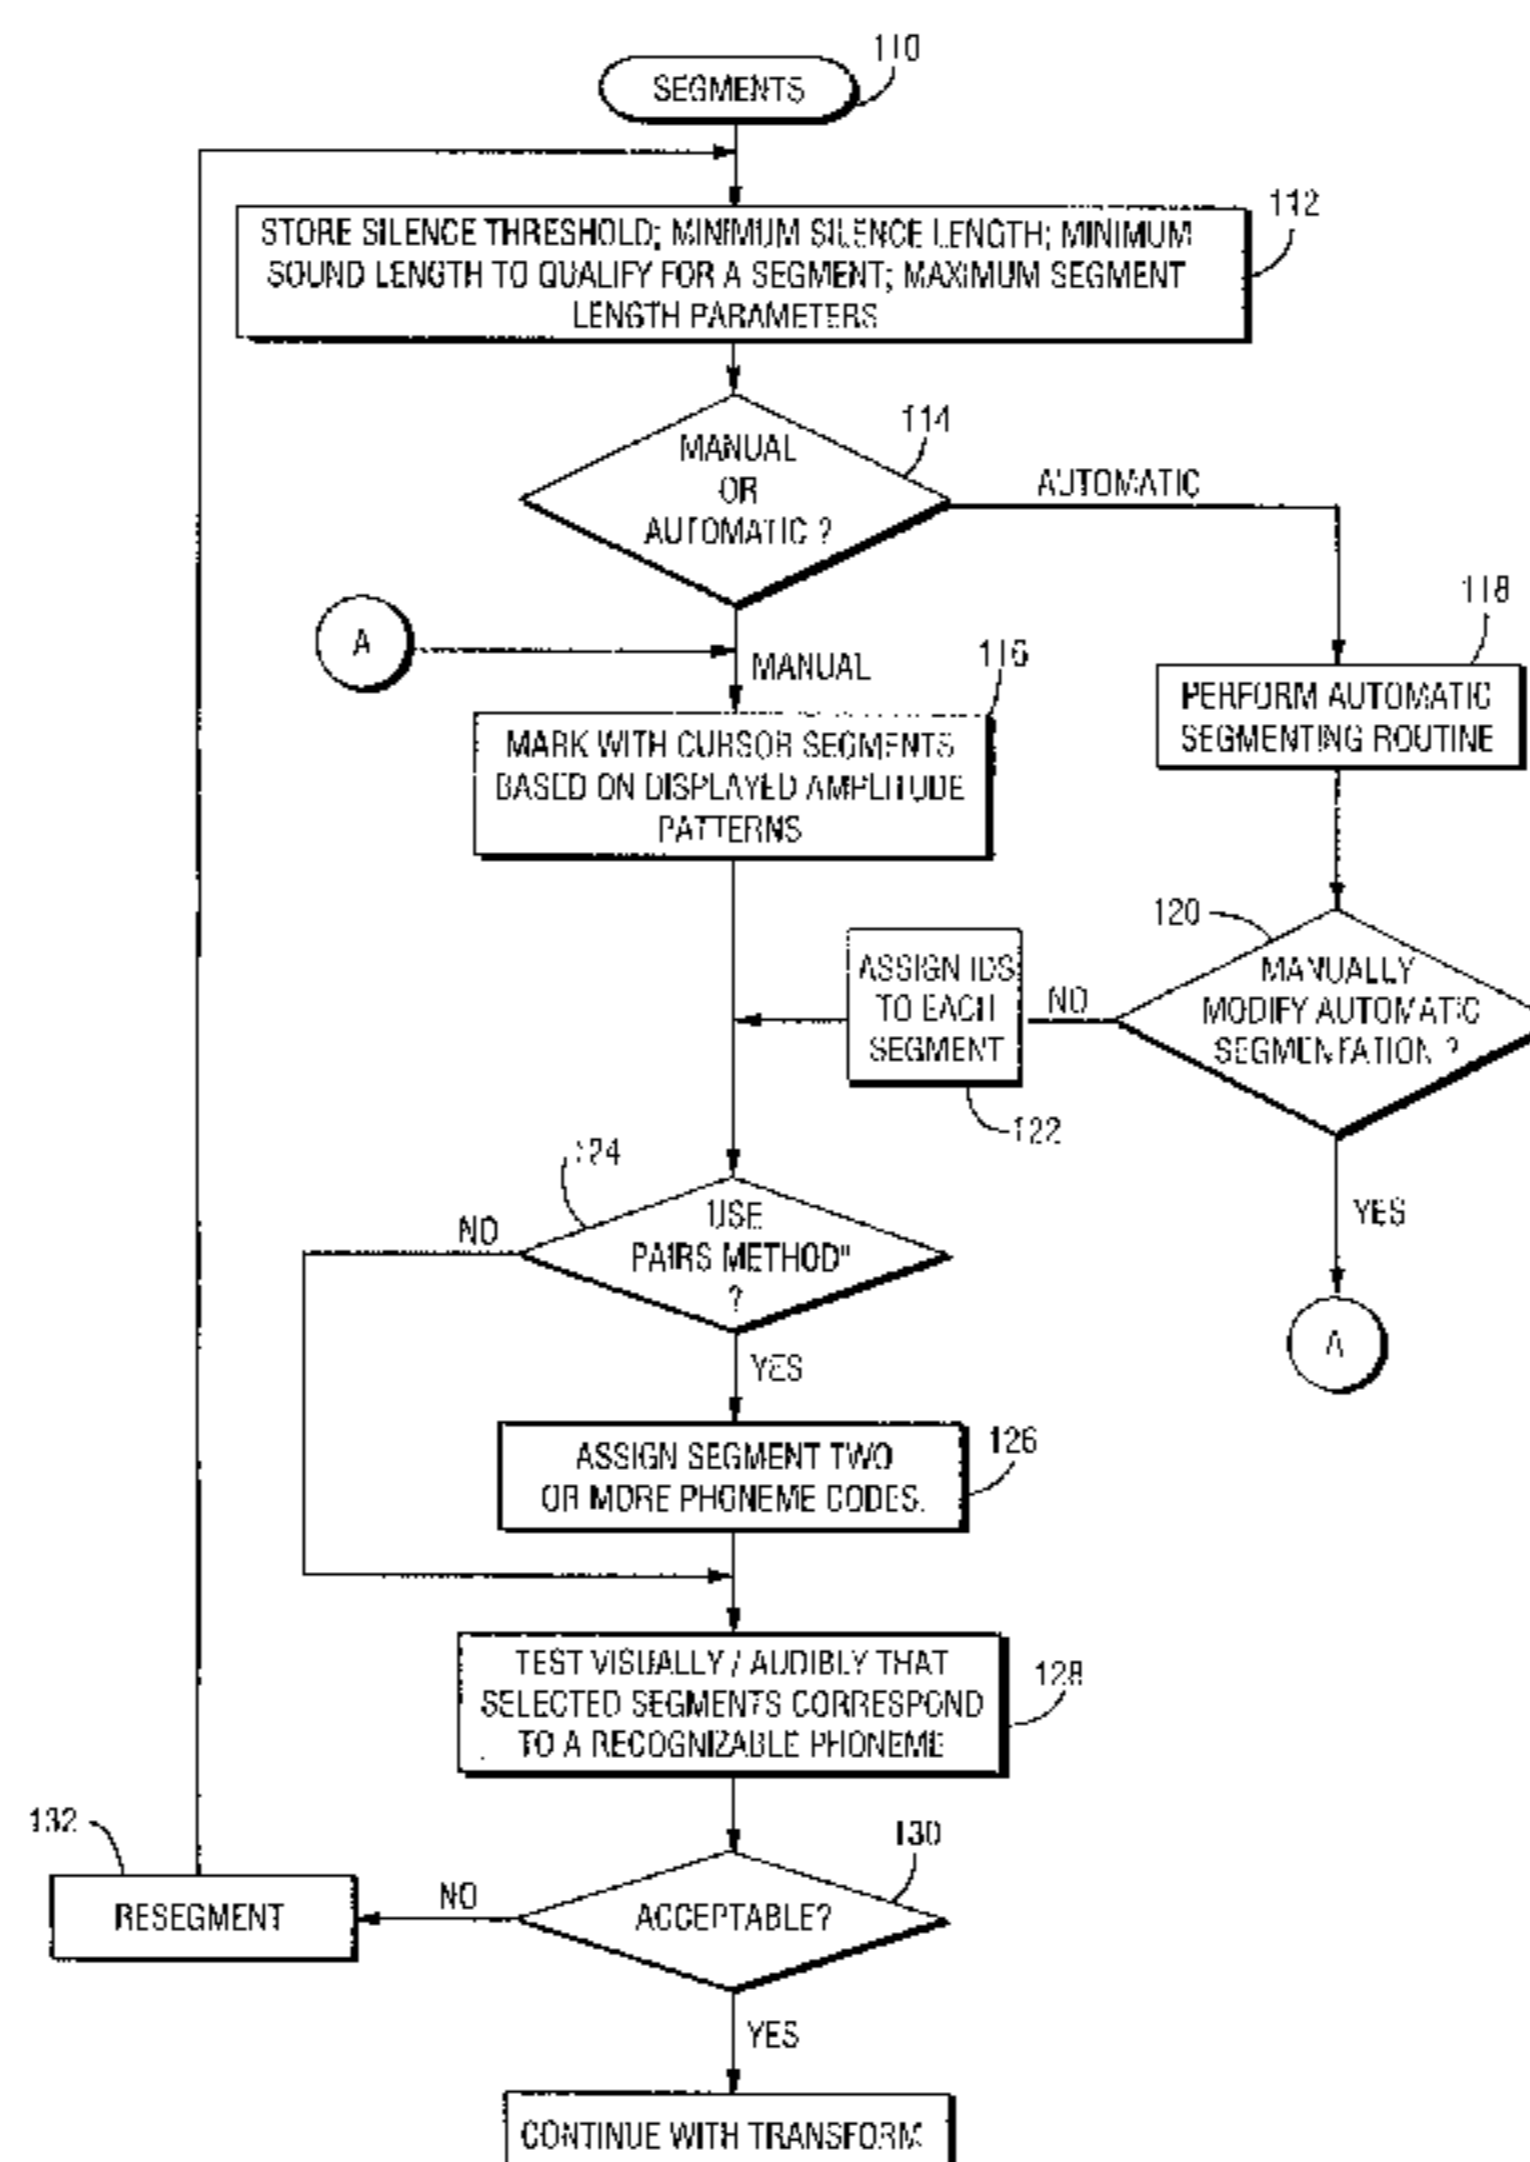 110
SEGMENTS
112
STORE SILENCE THRESHOLD; MINIMUM SILENCE LENGTH; MINIMUM
SOUND LENGTH TO QUALIFY FOR A SEGMENT; MAXIMUM SEGMENT
LENGTH PARAMETERS
114
MANUAL
OR
AUTOMATIC ?
AUTOMATIC
118
A
MANUAL
116
PERFORM AUTOMATIC
SEGMENTING ROUTINE
MARK WITH CURSOR SEGMENTS
BASED ON DISPLAYED AMPLITUDE
PATTERNS
120
MANUALLY
MODIFY AUTOMATIC
SEGMENTATION ?
NO
ASSIGN IDS
TO EACH
SEGMENT
122
YES
A
124
USE
PAIRS METHOD"
?
NO
YES
126
ASSIGN SEGMENT TWO
OR MORE PHONEME CODES.
128
TEST VISUALLY / AUDIBLY THAT
SELECTED SEGMENTS CORRESPOND
TO A RECOGNIZABLE PHONEME
132
130
RESEGMENT
NO
ACCEPTABLE?
YES
CONTINUE WITH TRANSFORM